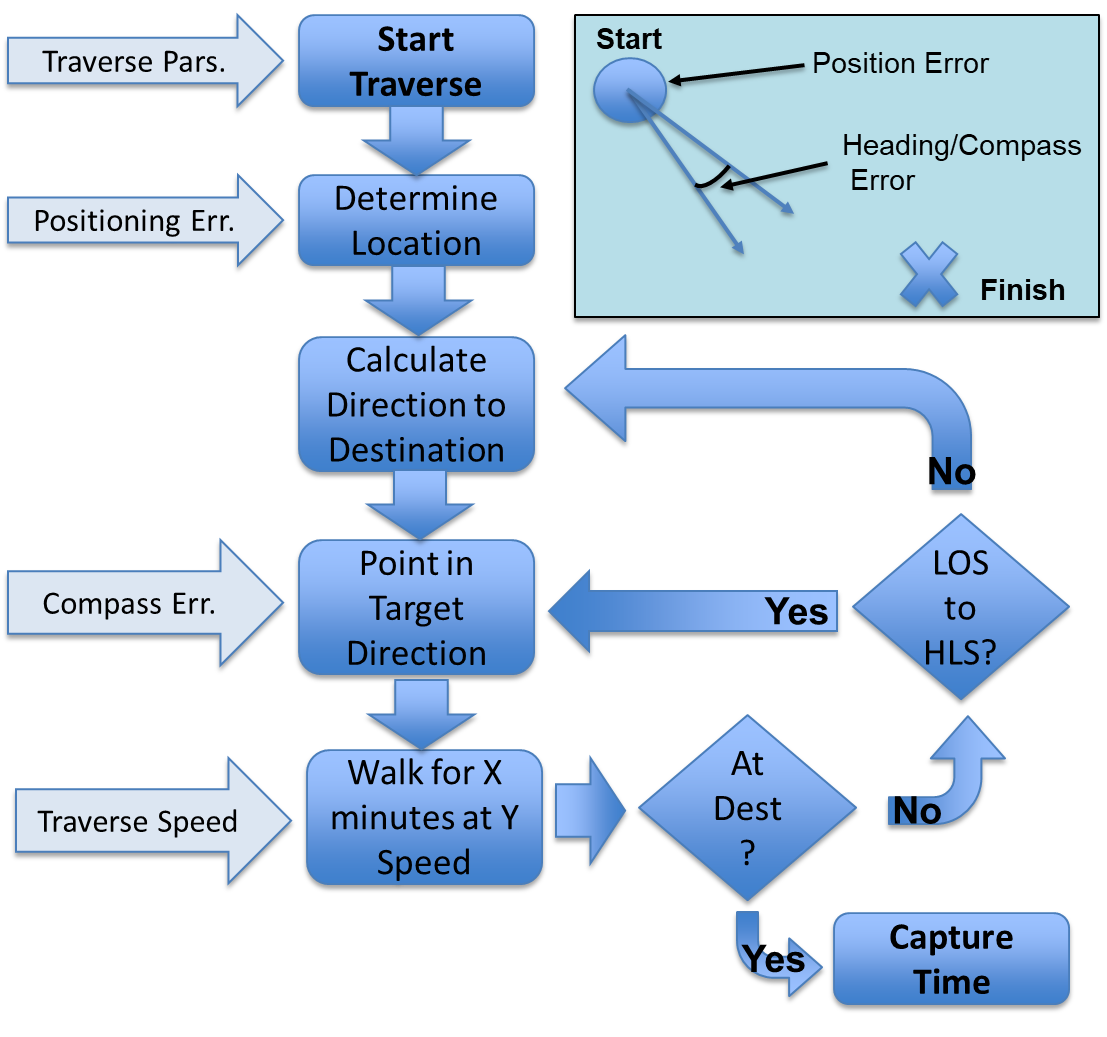 Traverse Pars.
Start
Traverse
Positioning Err.
Determine
Location
Calculate
Direction to
Destination
Compass Err.
Point in
Target
Direction
Traverse Speed
Walk for X
minutes at Y
Speed
At
Dest
?
Yes
Capture
Time
No
LOS
to
HLS?
Yes
No
Start
Position Error
Heading/Compass
Error
Finish